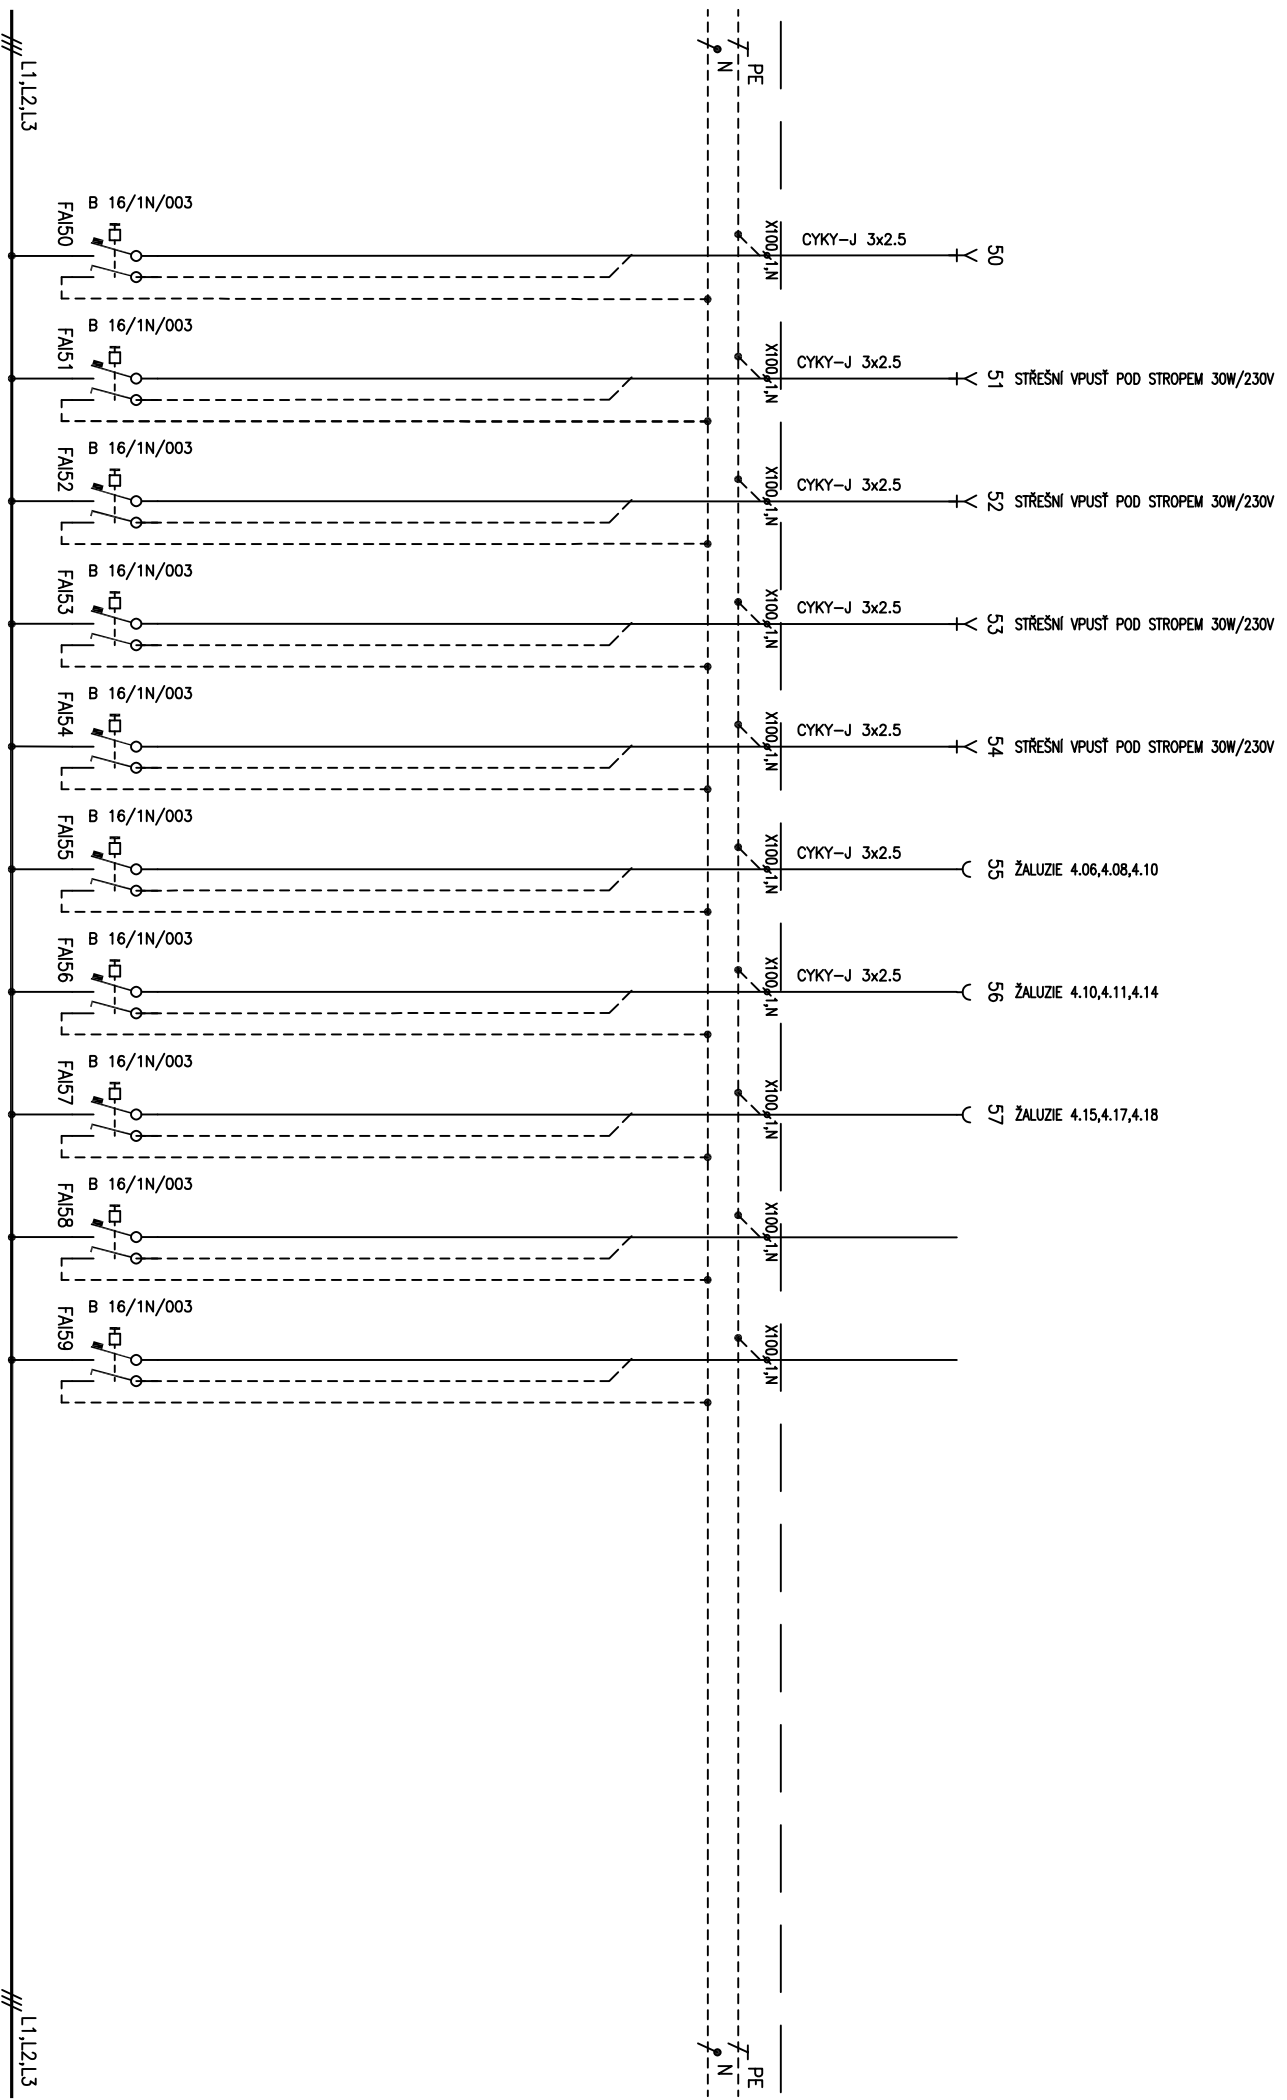 L1,L2,L3
N
PE
B 16/1N/003
FAI50
X100
1,N
CYKY-J 3x2.5
50
B 16/1N/003
FAI51
X100
1,N
CYKY-J 3x2.5
51
STŘEŠNÍ VPUSŤ POD STROPEM 30W/230V
B 16/1N/003
FAI52
X100
1,N
CYKY-J 3x2.5
52
STŘEŠNÍ VPUSŤ POD STROPEM 30W/230V
B 16/1N/003
FAI53
X100
1,N
CYKY-J 3x2.5
53
STŘEŠNÍ VPUSŤ POD STROPEM 30W/230V
B 16/1N/003
FAI54
X100
1,N
CYKY-J 3x2.5
54
STŘEŠNÍ VPUSŤ POD STROPEM 30W/230V
B 16/1N/003
FAI55
X100
1,N
CYKY-J 3x2.5
55
ŽALUZIE 4.06,4.08,4.10
B 16/1N/003
FAI56
X100
1,N
CYKY-J 3x2.5
56
ŽALUZIE 4.10,4.11,4.14
B 16/1N/003
FAI57
X100
1,N
57
ŽALUZIE 4.15,4.17,4.18
B 16/1N/003
FAI58
X100
1,N
B 16/1N/003
FAI59
X100
1,N
L1,L2,L3
N
PE